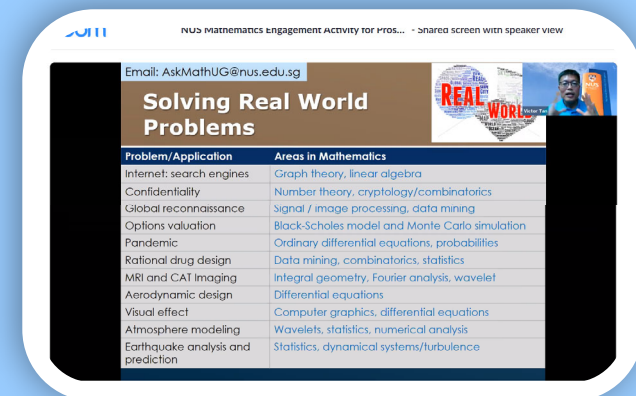 NUS Mathematics Engagement Activity for Pros... - Shared screen with speaker view
Email: AskMathUG@nus.edu.sg
Solving Real World
Problems
REAL
WORLD
Victor Tan
Problem/Application Areas in Mathematics
Internet: search engines Graph theory, linear algebra
Confidentiality Number theory, cryptology/combinatorics
Global reconnaissance Signal / image processing, data mining
Options valuation Black-Scholes model and Monte Carlo simulation
Pandemic Ordinary differential equations, probabilities
Rational drug design Data mining, combinatorics, statistics
MRI and CAT Imaging Integral geometry, Fourier analysis, wavelet
Aerodynamic design Differential equations
Visual effect Computer graphics, differential equations
Atmosphere modeling Wavelets, statistics, numerical analysis
Earthquake analysis and Statistics, dynamical systems/turbulence
prediction